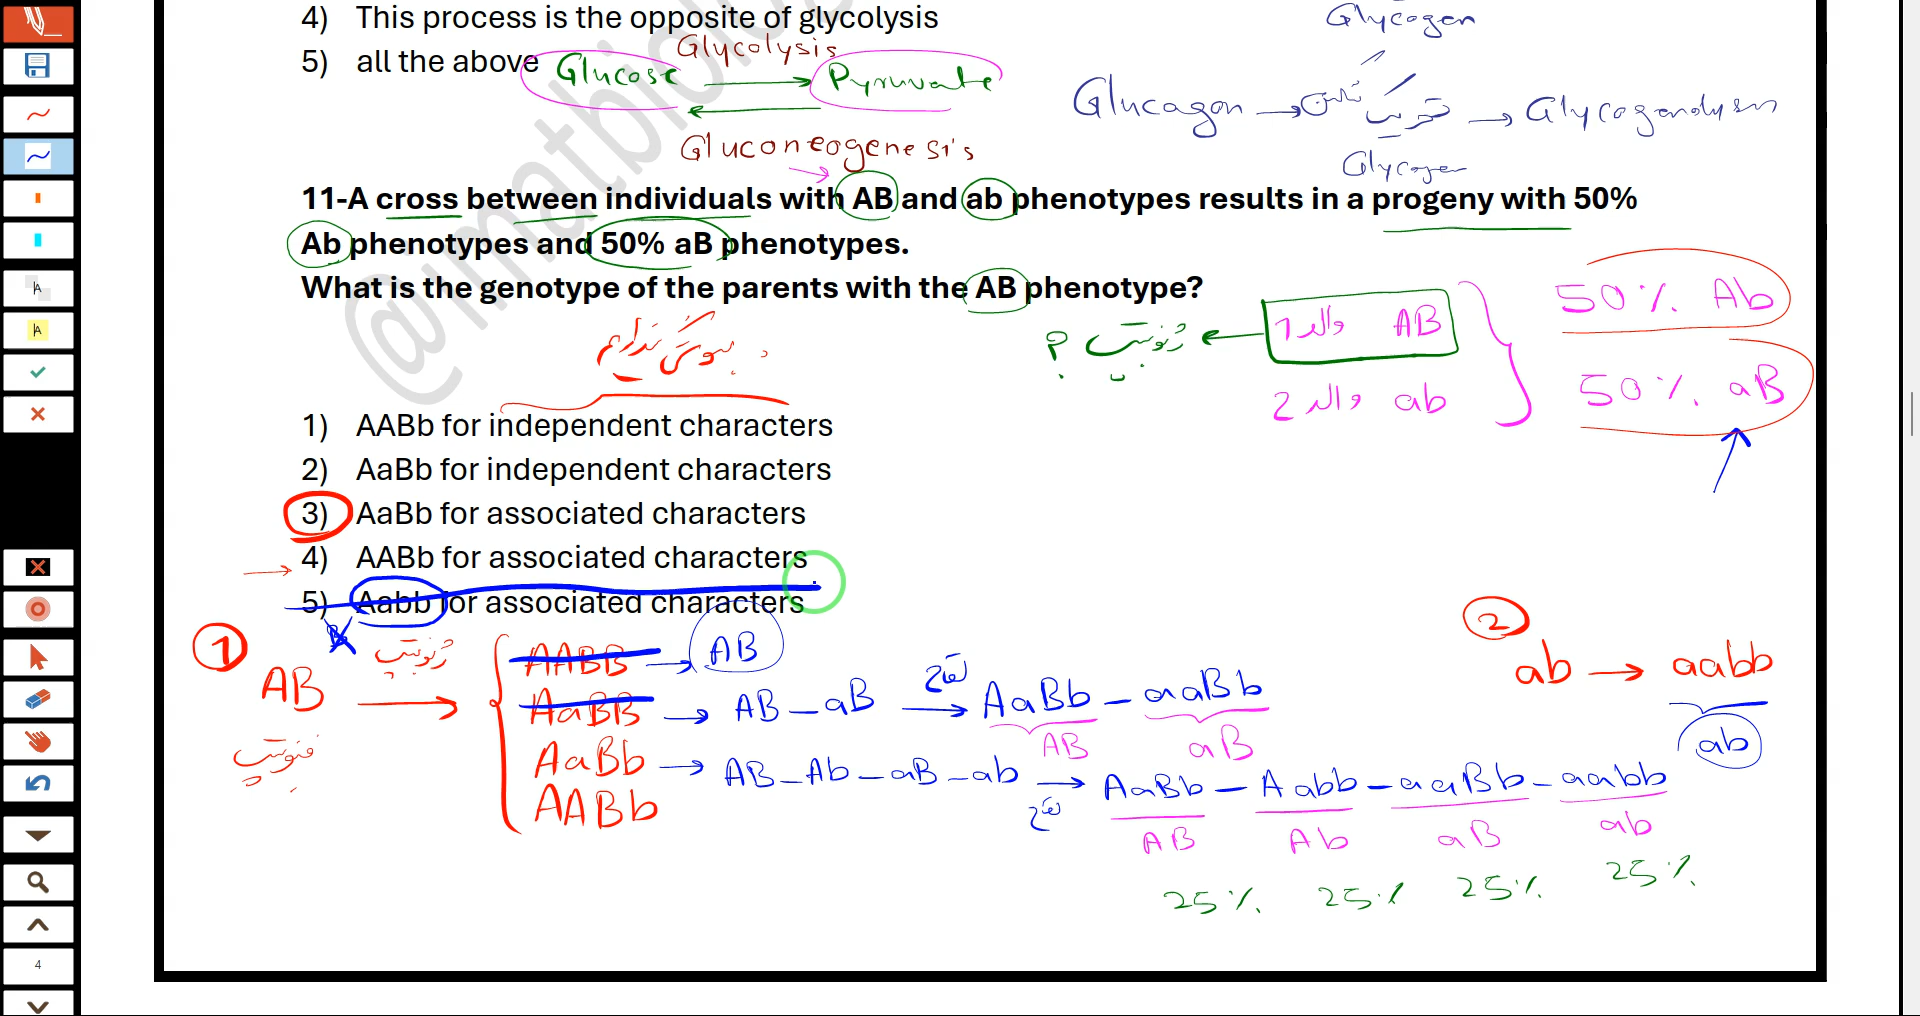 4) This process is the opposite of glycolysis
5) all the above
Glycogen
Glycolysis
Glucose
Pyruvate
Glucagon
تخریب
Glycogenolysis
Gluconeogenesis
Glycogen
@imatbiolo
11-A cross between individuals with AB and ab phenotypes results in a progeny with 50%
Ab phenotypes and 50% aB phenotypes.
What is the genotype of the parents with the AB phenotype?
ژنوتیپ ؟
والد 1 AB
والد 2 ab
50% Ab
50% aB
1) AABb for independent characters
2) AaBb for independent characters
3) AaBb for associated characters
4) AABb for associated characters
5) Aabb for associated characters
1
AB
فنوتیپ
ژنوتیپ
AABB → AB
AaBB → AB – aB
لقاح
AaBb – aaBb
AB aB
AaBb → AB – Ab – aB – ab
لقاح
AaBb – Aabb – aaBb – aabb
AB Ab aB ab
25% 25% 25% 25%
AABb
2
ab → aabb
ab
4